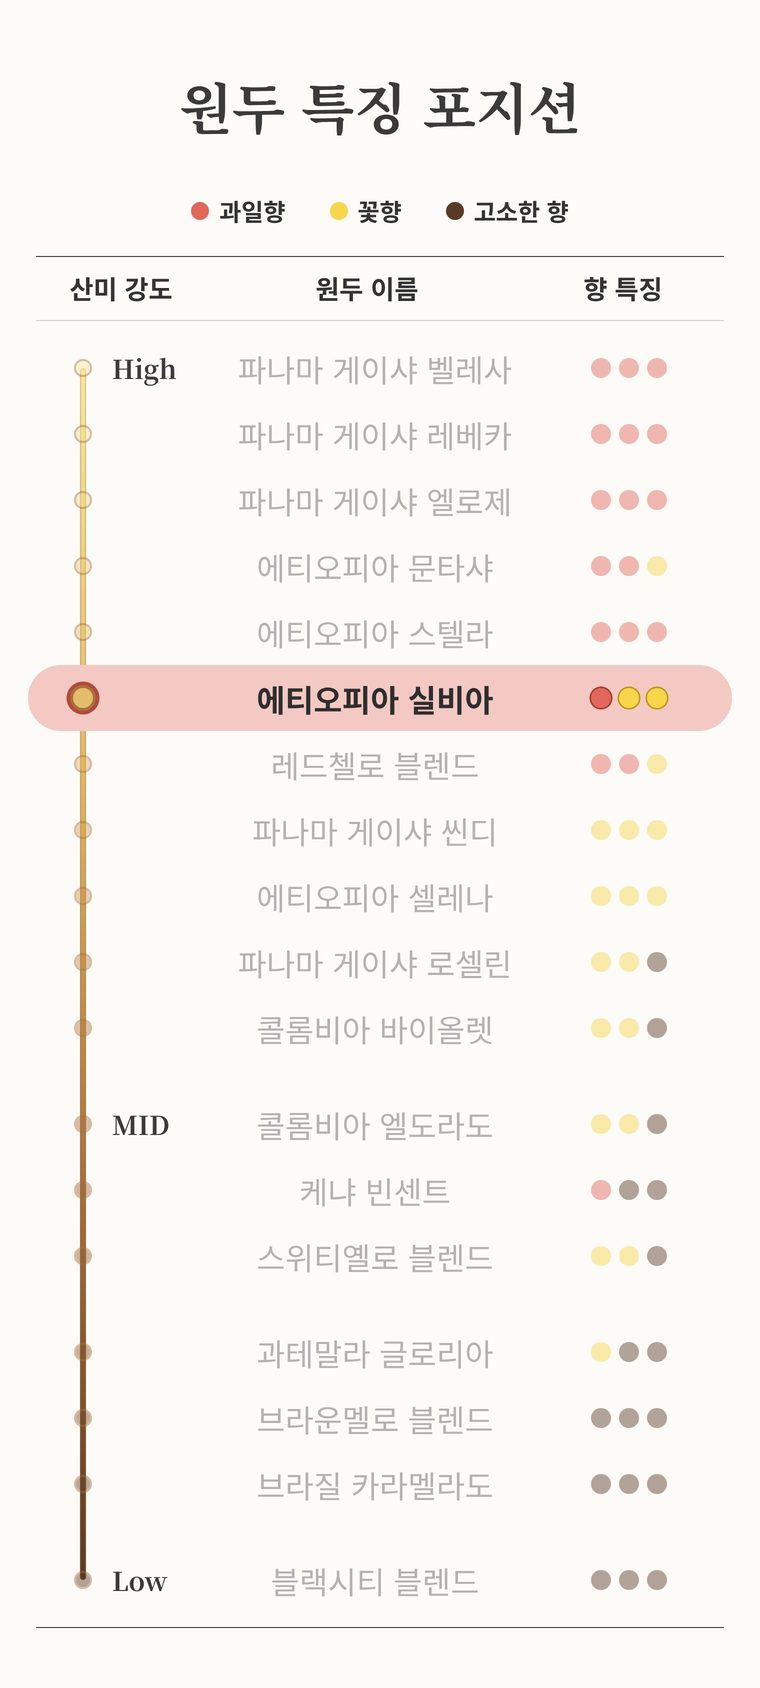 원두 특징 포지션
과일향 꽃향 고소한 향
산미 강도 원두 이름 향 특징
High 파나마 게이샤 벨레사
파나마 게이샤 레베카
파나마 게이샤 엘로제
에티오피아 문타샤
에티오피아 스텔라
에티오피아 실비아
레드첼로 블렌드
파나마 게이샤 씬디
에티오피아 셀레나
파나마 게이샤 로셀린
콜롬비아 바이올렛
MID 콜롬비아 엘도라도
케냐 빈센트
스위티옐로 블렌드
과테말라 글로리아
브라운멜로 블렌드
브라질 카라멜라도
Low 블랙시티 블렌드